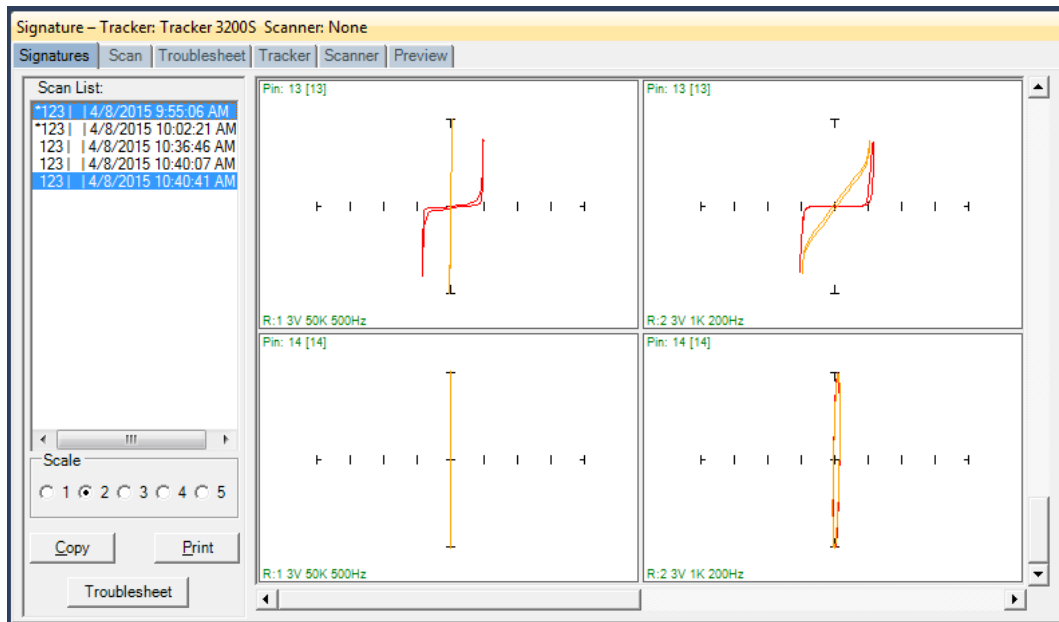 Signature – Tracker: Tracker 3200S  Scanner: None
Signatures Scan Troublesheet Tracker Scanner Preview
Scan List:
*123 |   | 4/8/2015 9:55:06 AM
*123 |   | 4/8/2015 10:02:21 AM
123 |   | 4/8/2015 10:36:46 AM
123 |   | 4/8/2015 10:40:07 AM
123 |   | 4/8/2015 10:40:41 AM
Scale
1 2 3 4 5
Copy Print
Troublesheet
Pin: 13 [13]
R:1 3V 50K 500Hz
Pin: 13 [13]
R:2 3V 1K 200Hz
Pin: 14 [14]
R:1 3V 50K 500Hz
Pin: 14 [14]
R:2 3V 1K 200Hz